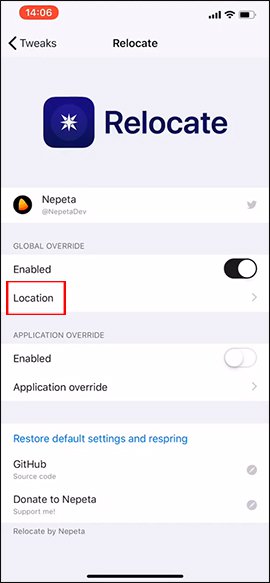 14:06
Tweaks
Relocate
Relocate
Nepeta
@NepetaDev
GLOBAL OVERRIDE
Enabled
Location
APPLICATION OVERRIDE
Enabled
Application override
Restore default settings and respring
GitHub
Source code
Donate to Nepeta
Support me!
Relocate by Nepeta